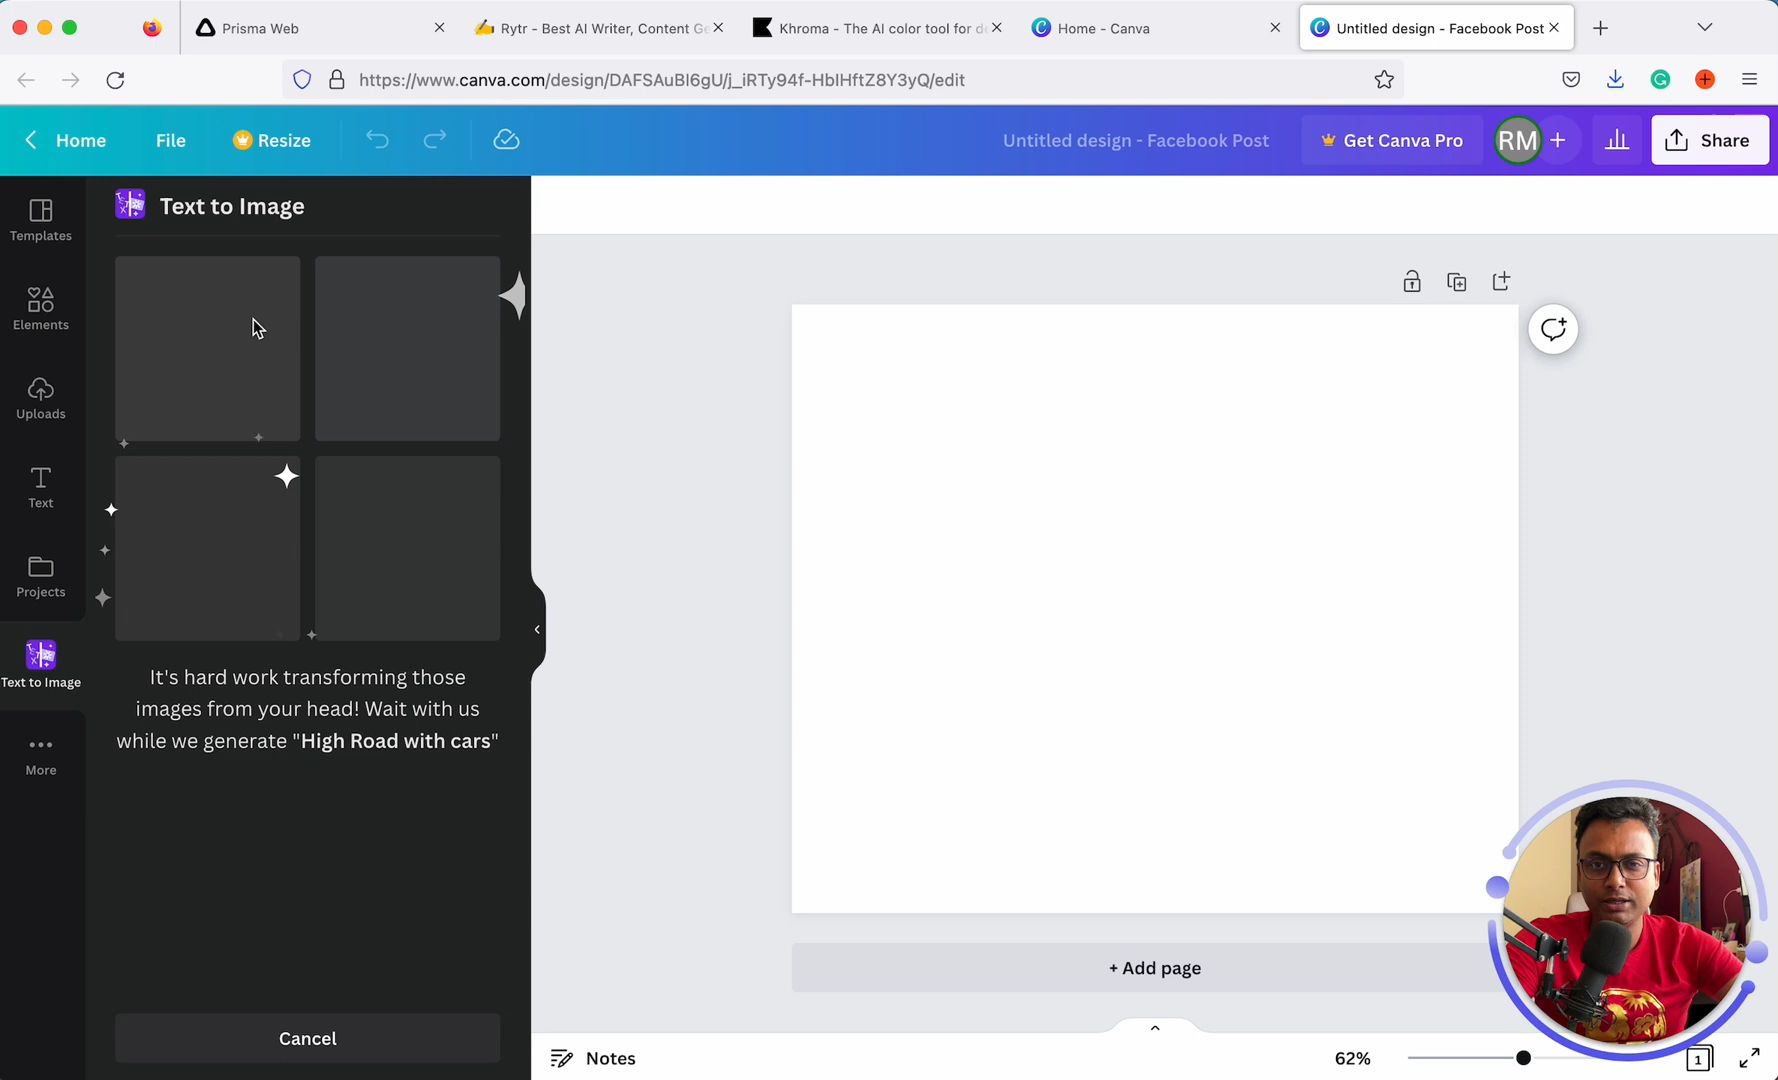 Prisma Web
Rytr - Best AI Writer, Content Ge
Khroma - The AI color tool for de
Home - Canva
Untitled design - Facebook Post
https://www.canva.com/design/DAFSAuBl6gU/j_iRTy94f-HbIHftZ8Y3yQ/edit
Home
File
Resize
Untitled design - Facebook Post
Get Canva Pro
RM
Share
Templates
Elements
Uploads
Text
Projects
Text to Image
More
Text to Image
It's hard work transforming those
images from your head! Wait with us
while we generate "High Road with cars"
Cancel
+ Add page
Notes
62%
1